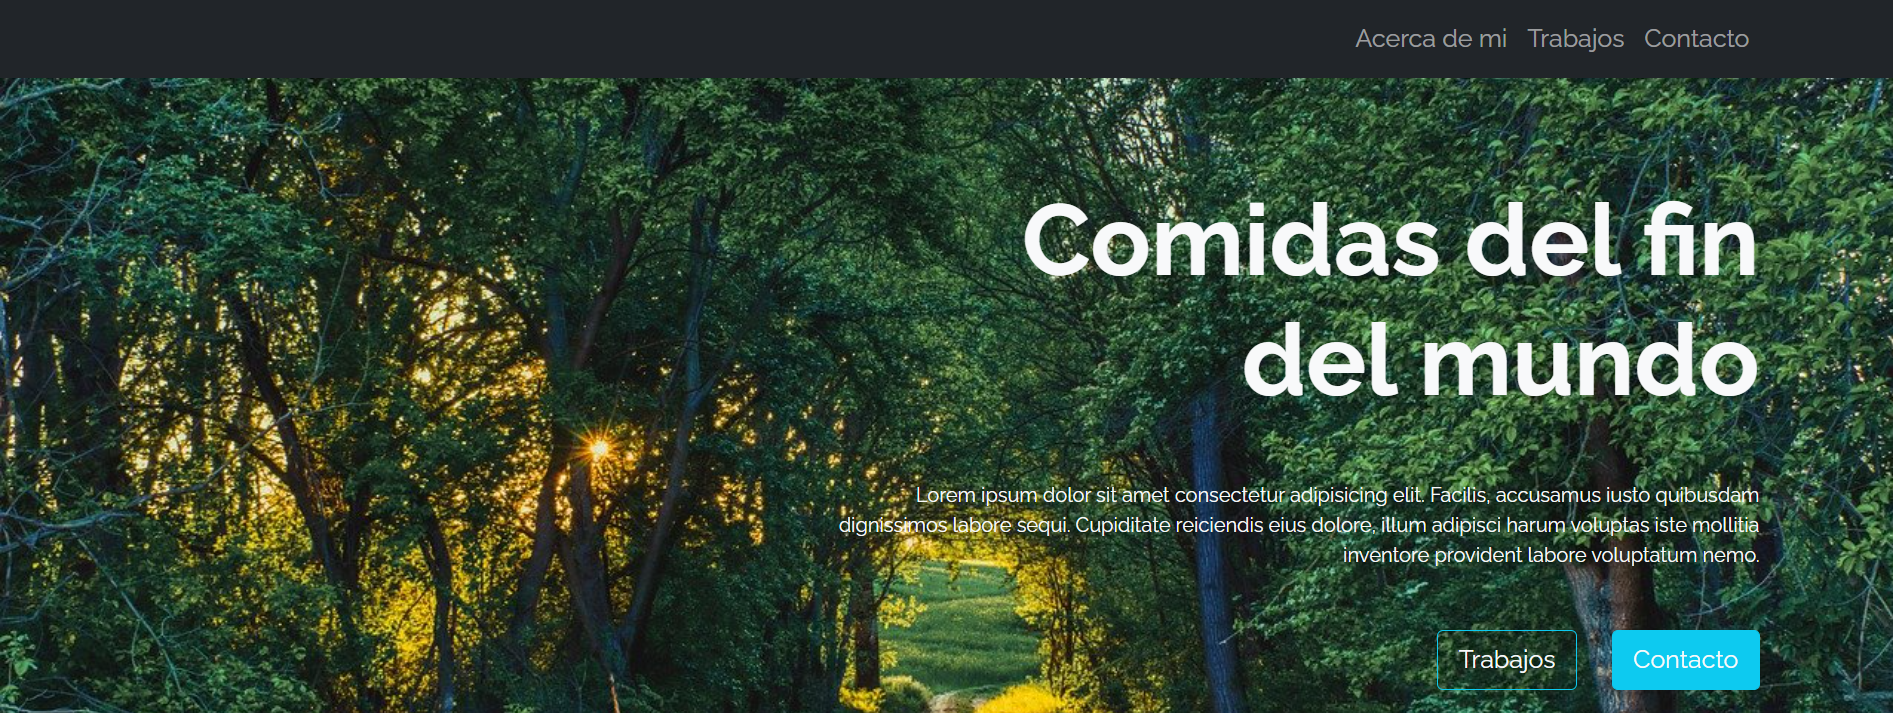 Acerca de mi Trabajos Contacto
Comidas del fin
del mundo
Lorem ipsum dolor sit amet consectetur adipisicing elit. Facilis, accusamus iusto quibusdam
dignissimos labore sequi. Cupiditate reiciendis eius dolore, illum adipisci harum voluptas iste mollitia
inventore provident labore voluptatum nemo.
Trabajos Contacto